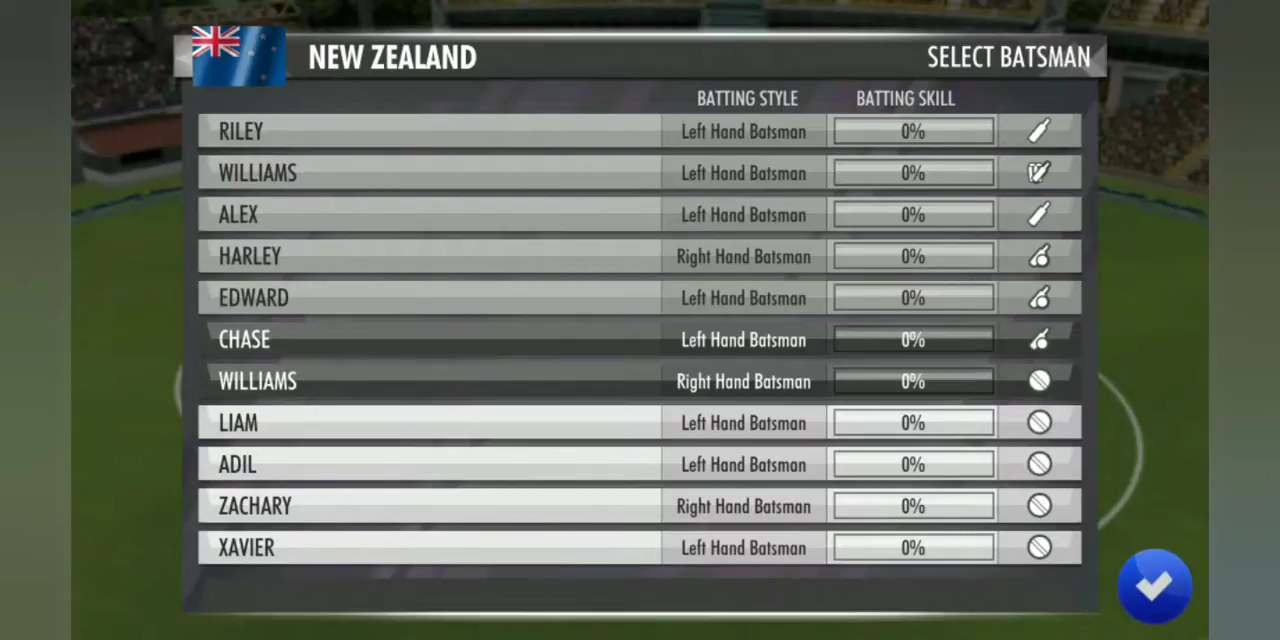 NEW ZEALAND SELECT BATSMAN
BATTING STYLE BATTING SKILL
RILEY Left Hand Batsman 0%
WILLIAMS Left Hand Batsman 0%
ALEX Left Hand Batsman 0%
HARLEY Right Hand Batsman 0%
EDWARD Left Hand Batsman 0%
CHASE Left Hand Batsman 0%
WILLIAMS Right Hand Batsman 0%
LIAM Left Hand Batsman 0%
ADIL Left Hand Batsman 0%
ZACHARY Right Hand Batsman 0%
XAVIER Left Hand Batsman 0%